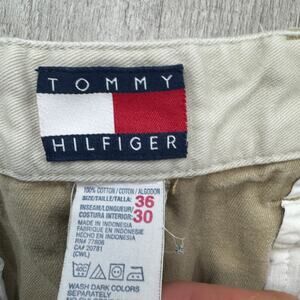 TOMMY
HILFIGER
100% COTTON/COTON/ALGODON
SIZE/TAILLE/TALLA: 36
INSEAM/LONGUEUR/
COSTURA INTERIOR: 30
MADE IN INDONESIA
FABRIQUE EN INDONESIE
HECHO EN INDONESIA
RN# 77806
CA# 20781
(CWL)
WASH DARK COLORS
SEPARATELY